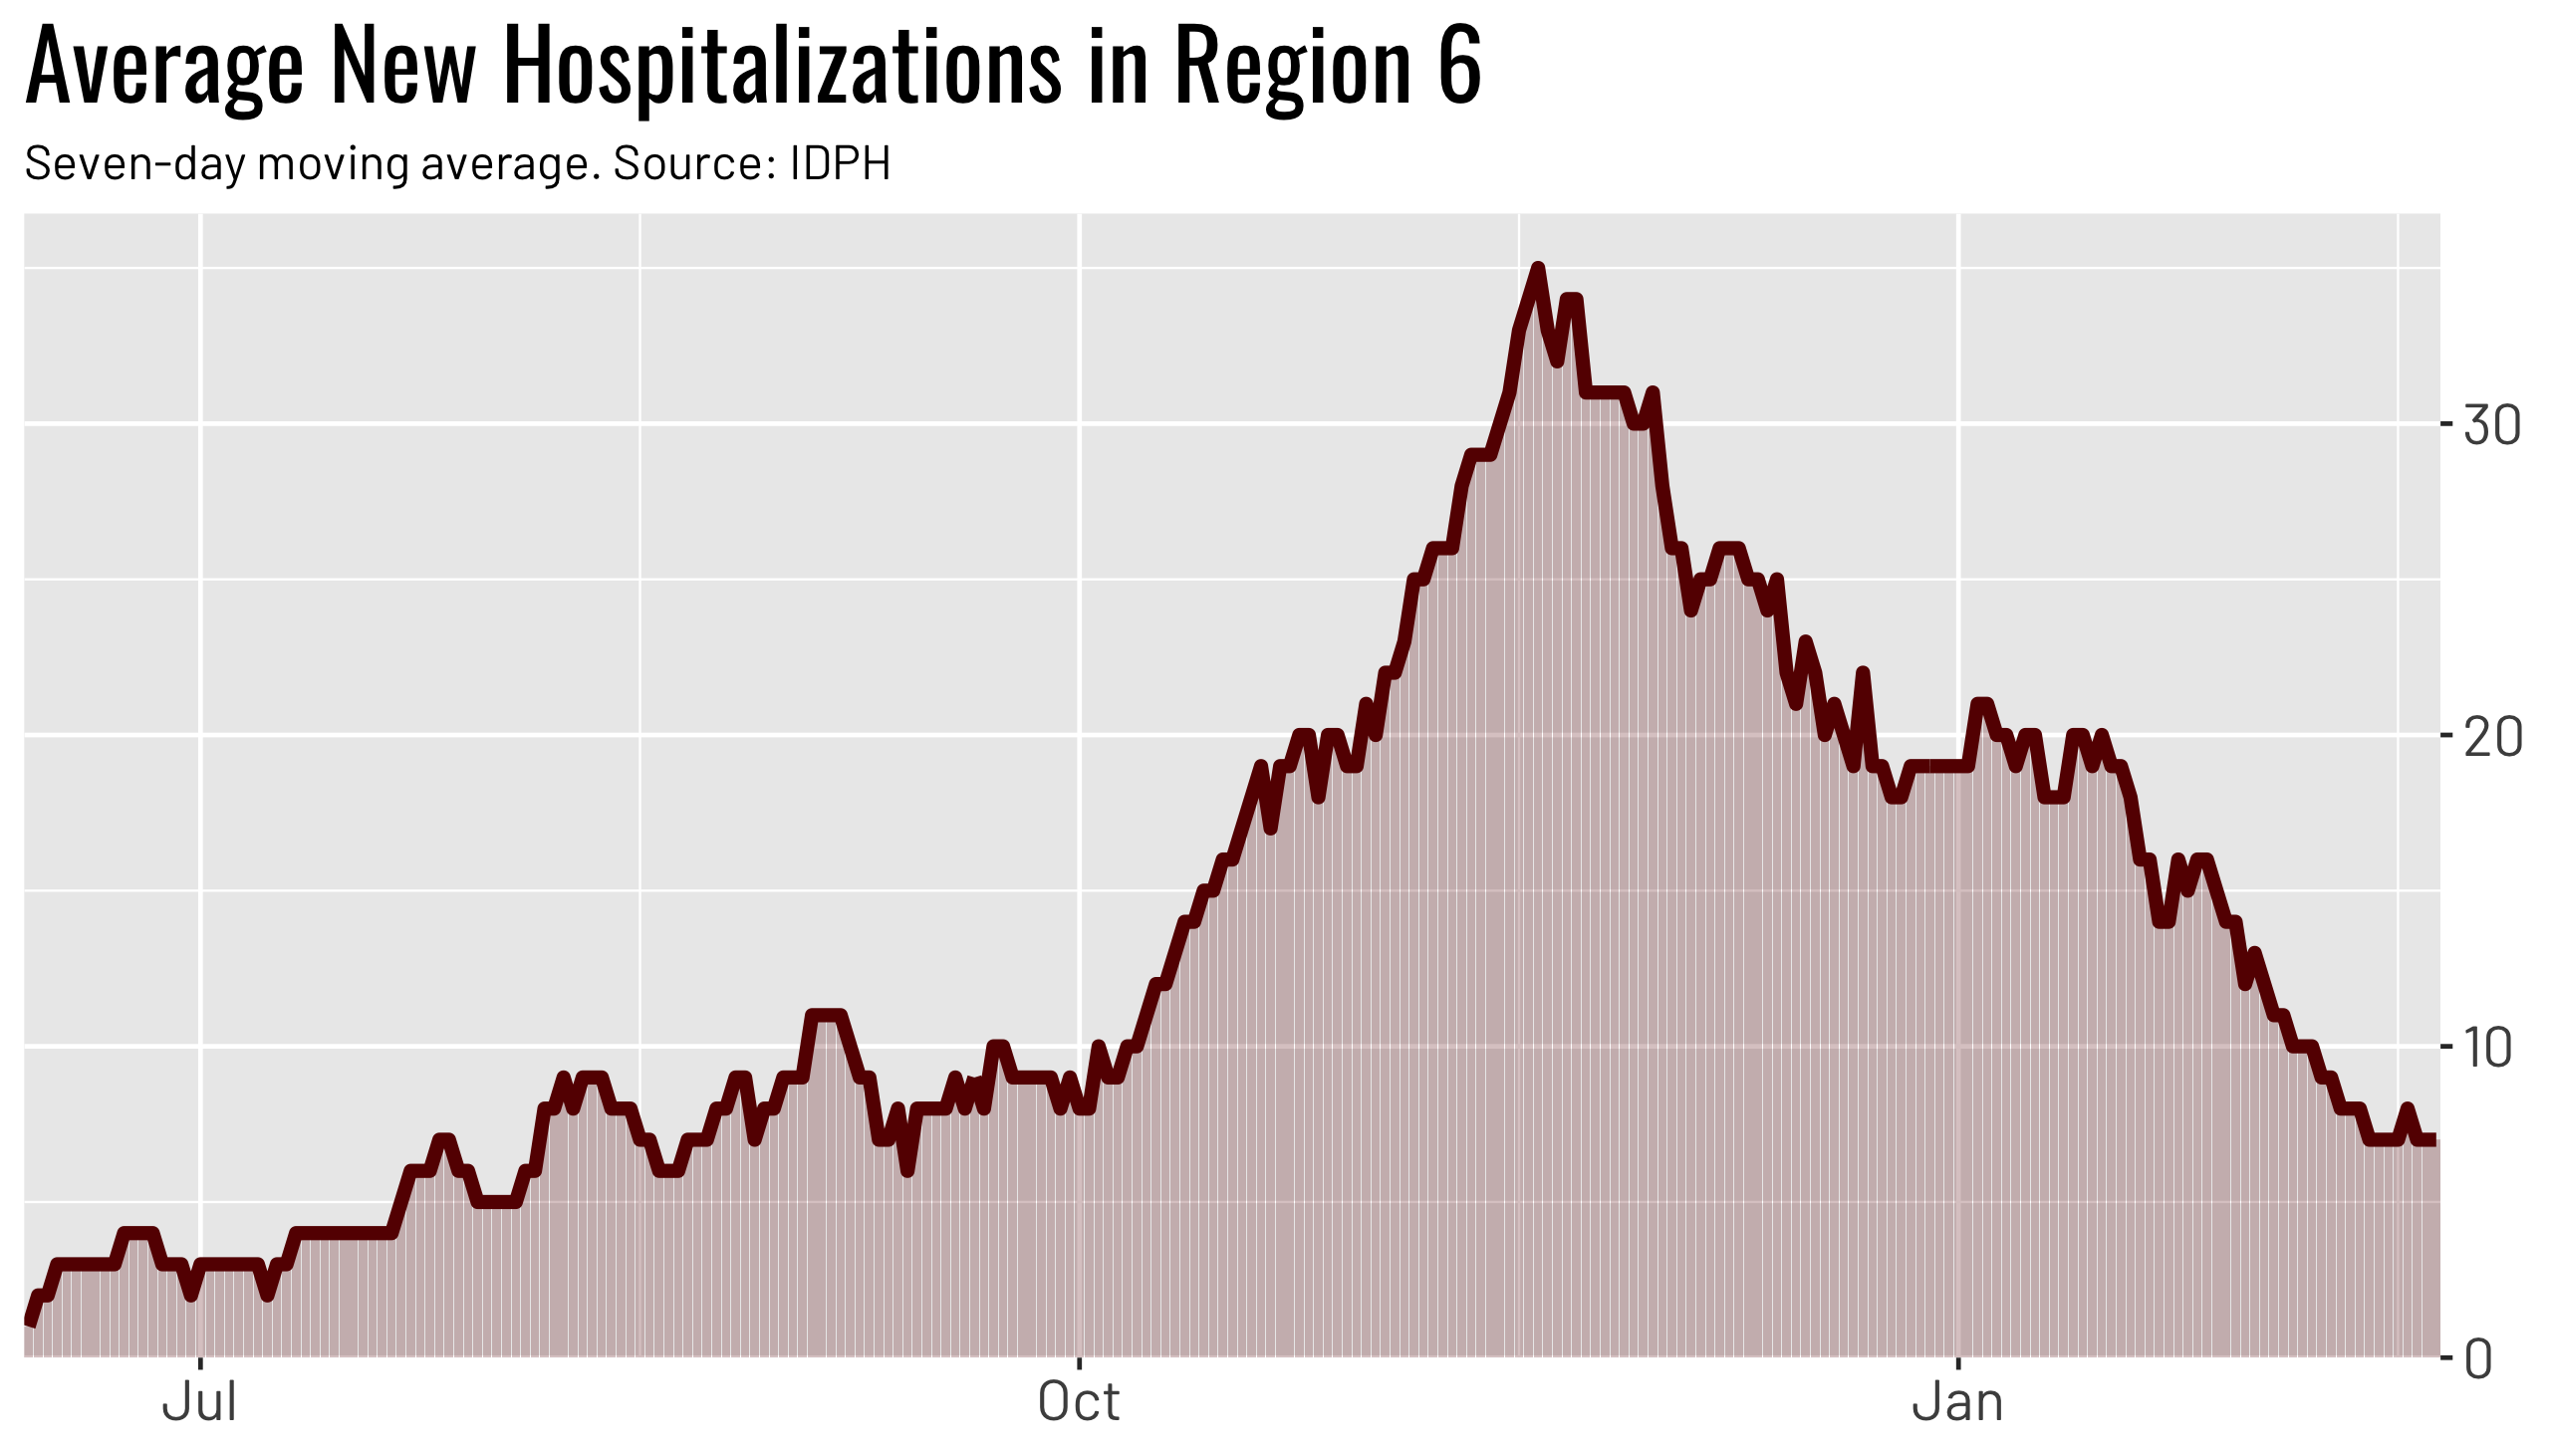 Average New Hospitalizations in Region 6
Seven-day moving average. Source: IDPH
30
20
10
0
Jul Oct Jan